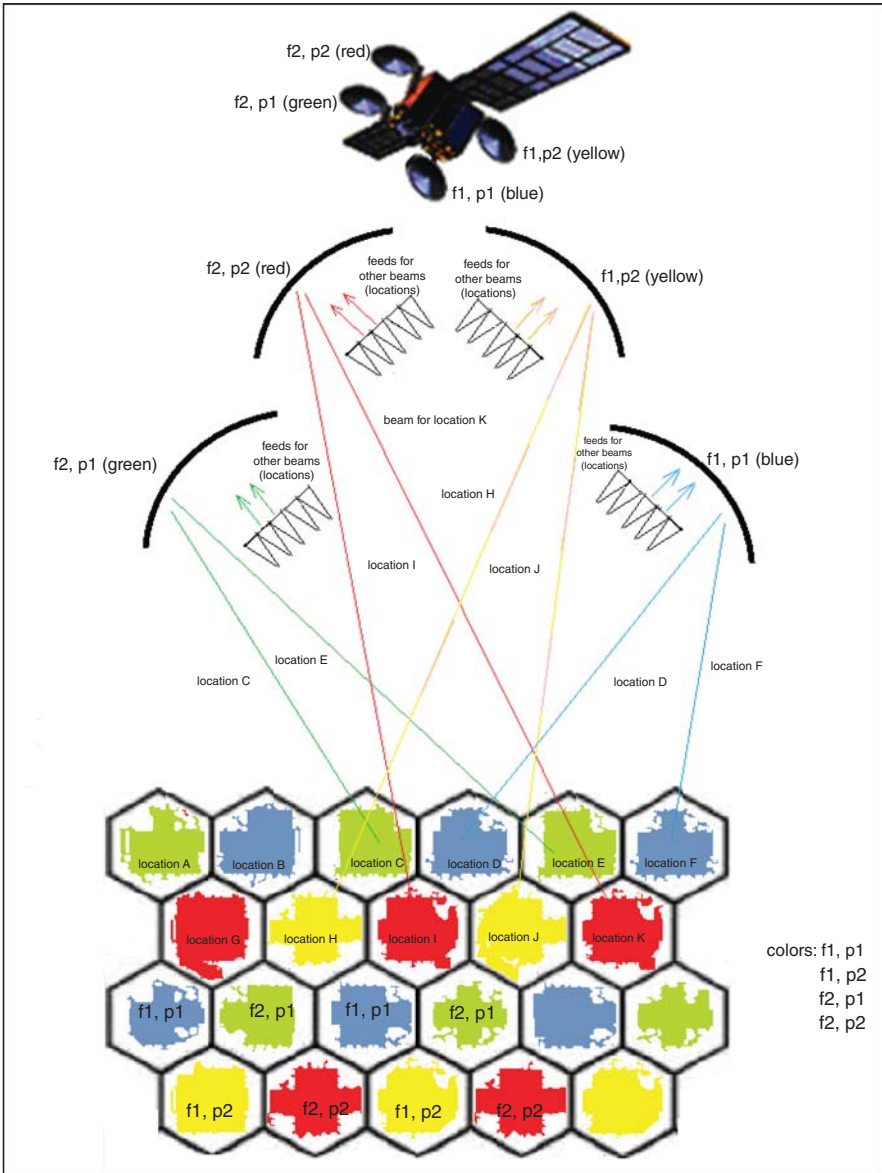 f2, p2 (red)
f2, p1 (green)
f1,p2 (yellow)
f1, p1 (blue)
f2, p2 (red)
feeds for
other beams
(locations)
feeds for
other beams
(locations)
f1,p2 (yellow)
beam for location K
f2, p1 (green)
feeds for
other beams
(locations)
feeds for
other beams
(locations)
f1, p1 (blue)
location H
location I
location J
location E
location C
location D
location F
location A
location B
location C
location D
location E
location F
location G
location H
location I
location J
location K
colors: f1, p1
f1, p2
f2, p1
f2, p2
f1, p1
f2, p1
f1, p1
f2, p1
f1, p2
f2, p2
f1, p2
f2, p2